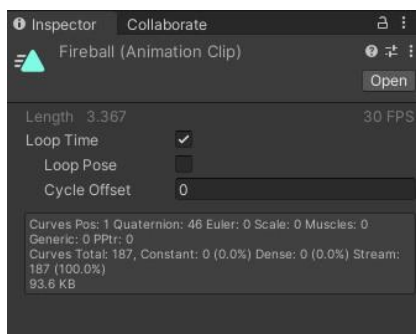 Inspector Collaborate
Fireball (Animation Clip)
Open
Length 3.367 30 FPS
Loop Time
Loop Pose
Cycle Offset 0
Curves Pos: 1 Quaternion: 46 Euler: 0 Scale: 0 Muscles: 0
Generic: 0 PPtr: 0
Curves Total: 187, Constant: 0 (0.0%) Dense: 0 (0.0%) Stream:
187 (100.0%)
93.6 KB